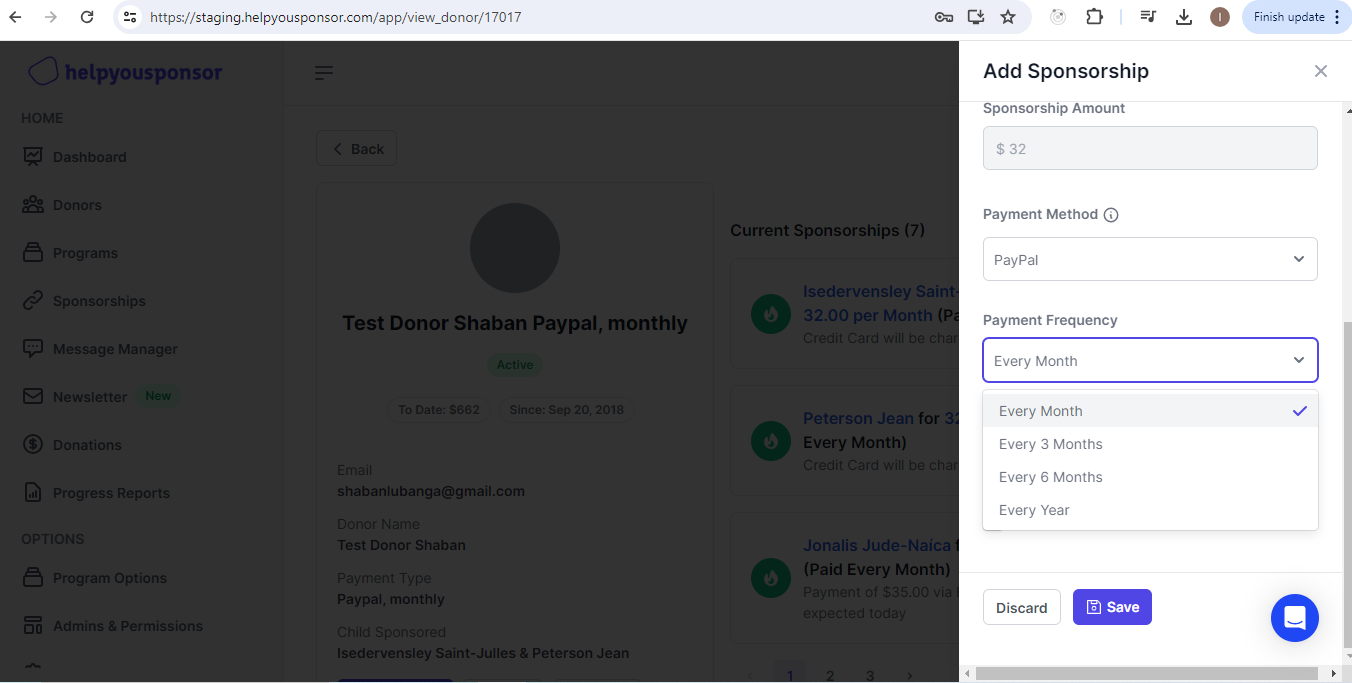 https://staging.helpyousponsor.com/app/view_donor/17017
I
Finish update
helpyousponsor
HOME
Dashboard
Donors
Programs
Sponsorships
Message Manager
Newsletter New
Donations
Progress Reports
OPTIONS
Program Options
Admins & Permissions
Back
Test Donor Shaban Paypal, monthly
Active
To Date: $662
Since: Sep 20, 2018
Email
shabanlubanga@gmail.com
Donor Name
Test Donor Shaban
Payment Type
Paypal, monthly
Child Sponsored
Isedervensley Saint-Julles & Peterson Jean
Current Sponsorships (7)
Isedervensley Saint-
32.00 per Month (Pa
Credit Card will be char
Peterson Jean for 32
Every Month)
Credit Card will be char
Jonalis Jude-Naíca
(Paid Every Month)
Payment of $35.00 via
expected today
1 2 3
Add Sponsorship
Sponsorship Amount
$ 32
Payment Method
PayPal
Payment Frequency
Every Month
Every Month
Every 3 Months
Every 6 Months
Every Year
Discard
Save